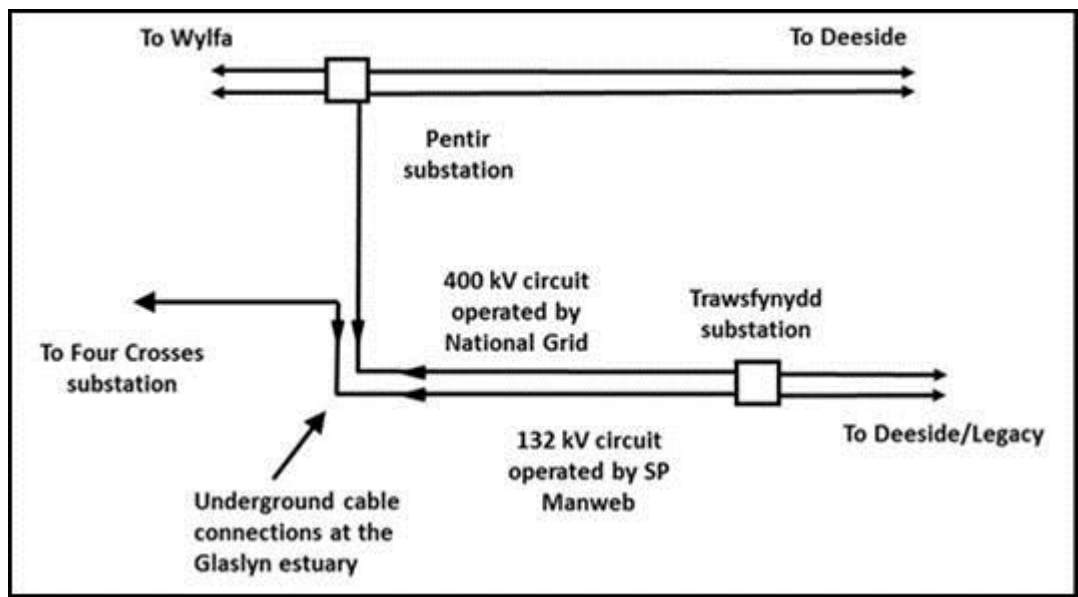 To Wylfa
To Deeside
Pentir
substation
400 kV circuit
operated by
National Grid
Trawsfynydd
substation
To Four Crosses
substation
To Deeside/Legacy
132 kV circuit
operated by SP
Manweb
Underground cable
connections at the
Glaslyn estuary